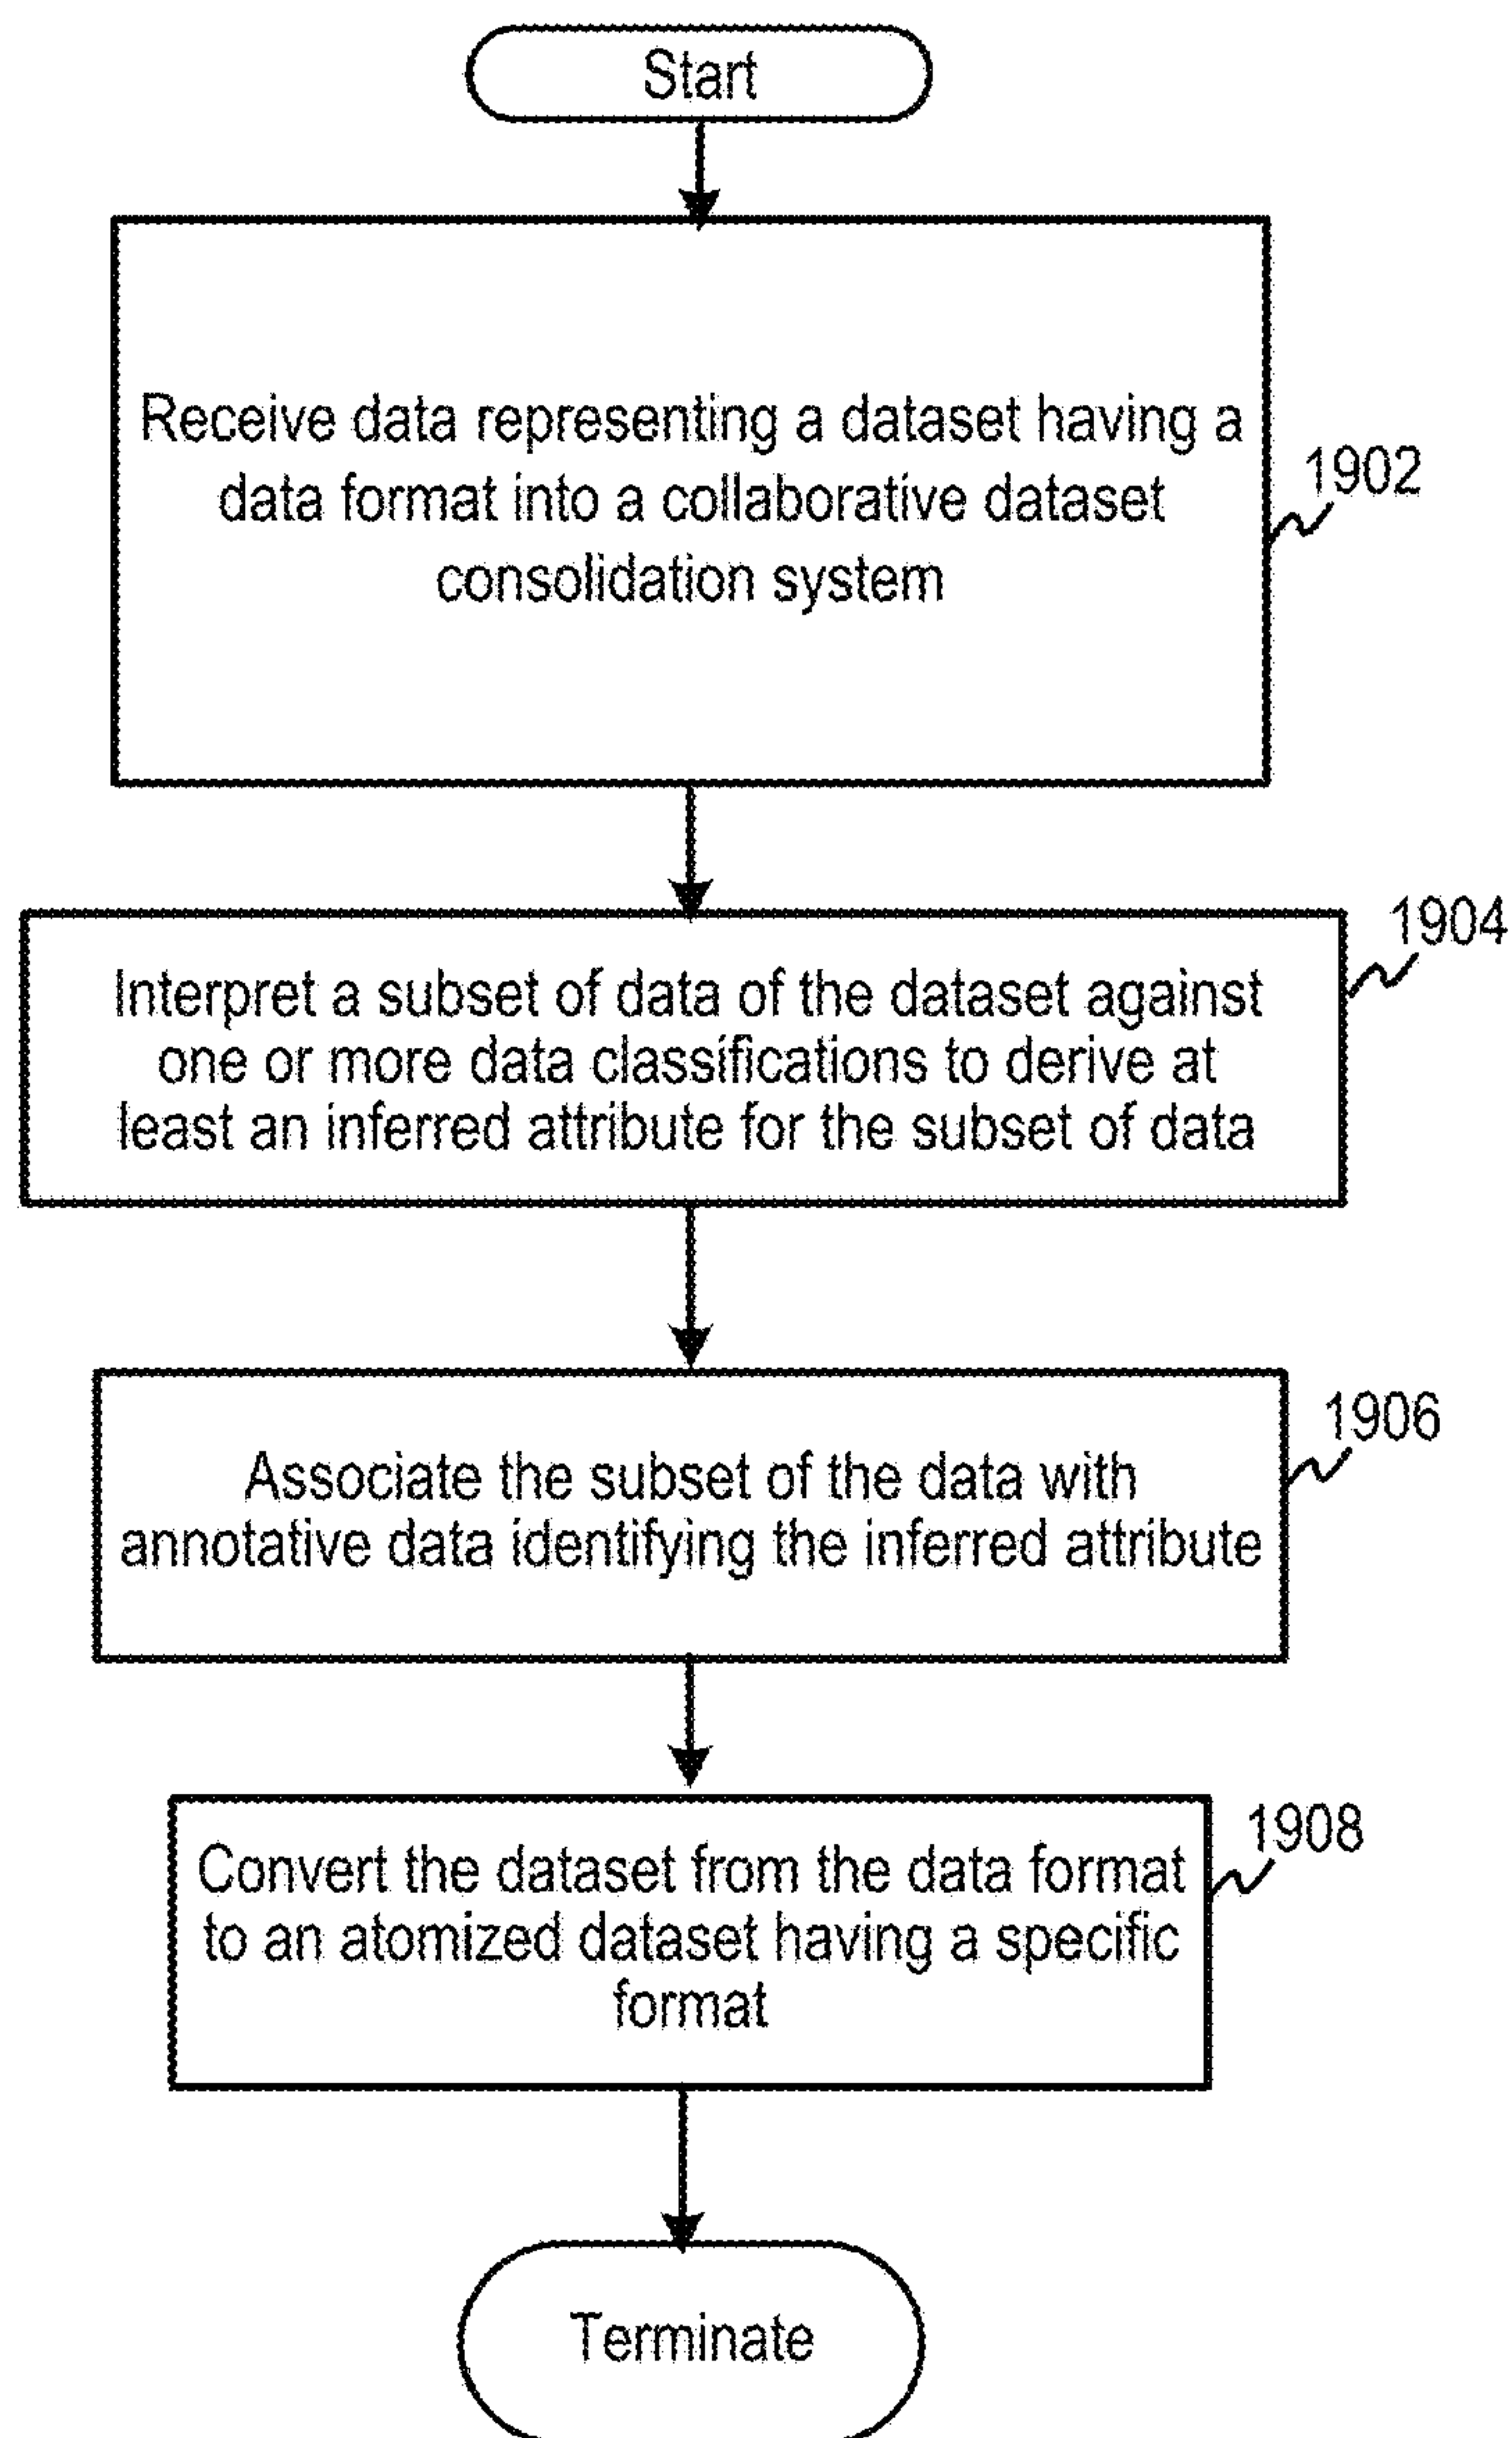 Start
Receive data representing a dataset having a
data format into a collaborative dataset
consolidation system
1902
Interpret a subset of data of the dataset against
one or more data classifications to derive at
least an inferred attribute for the subset of data
1904
Associate the subset of the data with
annotative data identifying the inferred attribute
1906
Convert the dataset from the data format
to an atomized dataset having a specific
format
1908
Terminate